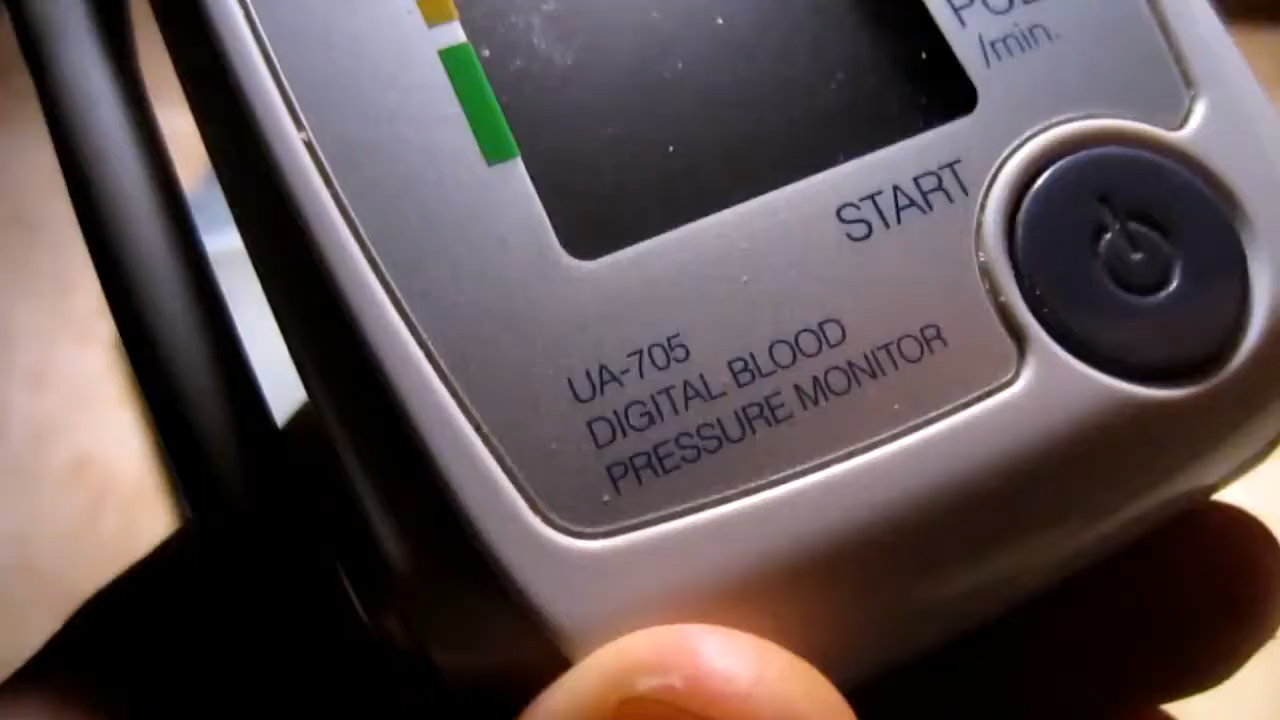 /min.
START
UA-705
DIGITAL BLOOD
PRESSURE MONITOR